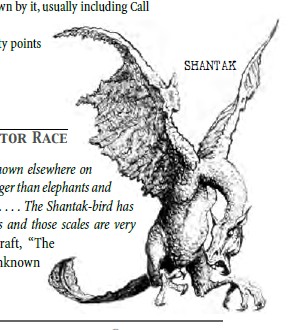 wn by it, usually including Call
ty points
SHANTAK
TOR RACE
nown elsewhere on
ger than elephants and
. . . . The Shantak-bird has
s and those scales are very
raft, “The
nknown